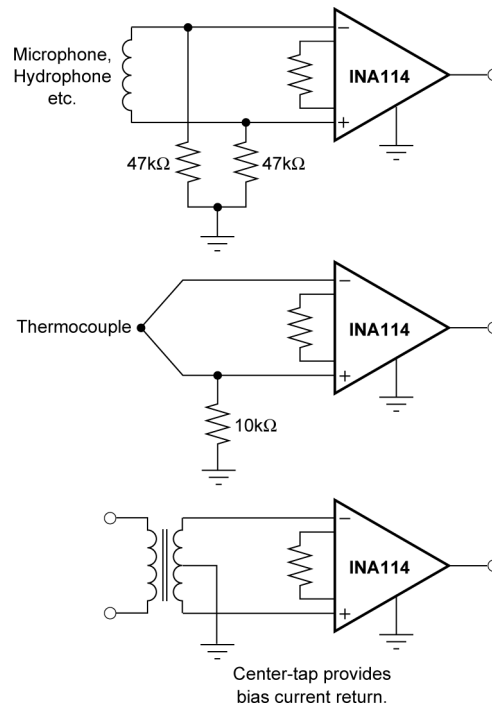 Microphone,
Hydrophone
etc.
−
INA114
+
47kΩ
47kΩ
−
Thermocouple
INA114
+
10kΩ
−
INA114
+
Center-tap provides
bias current return.